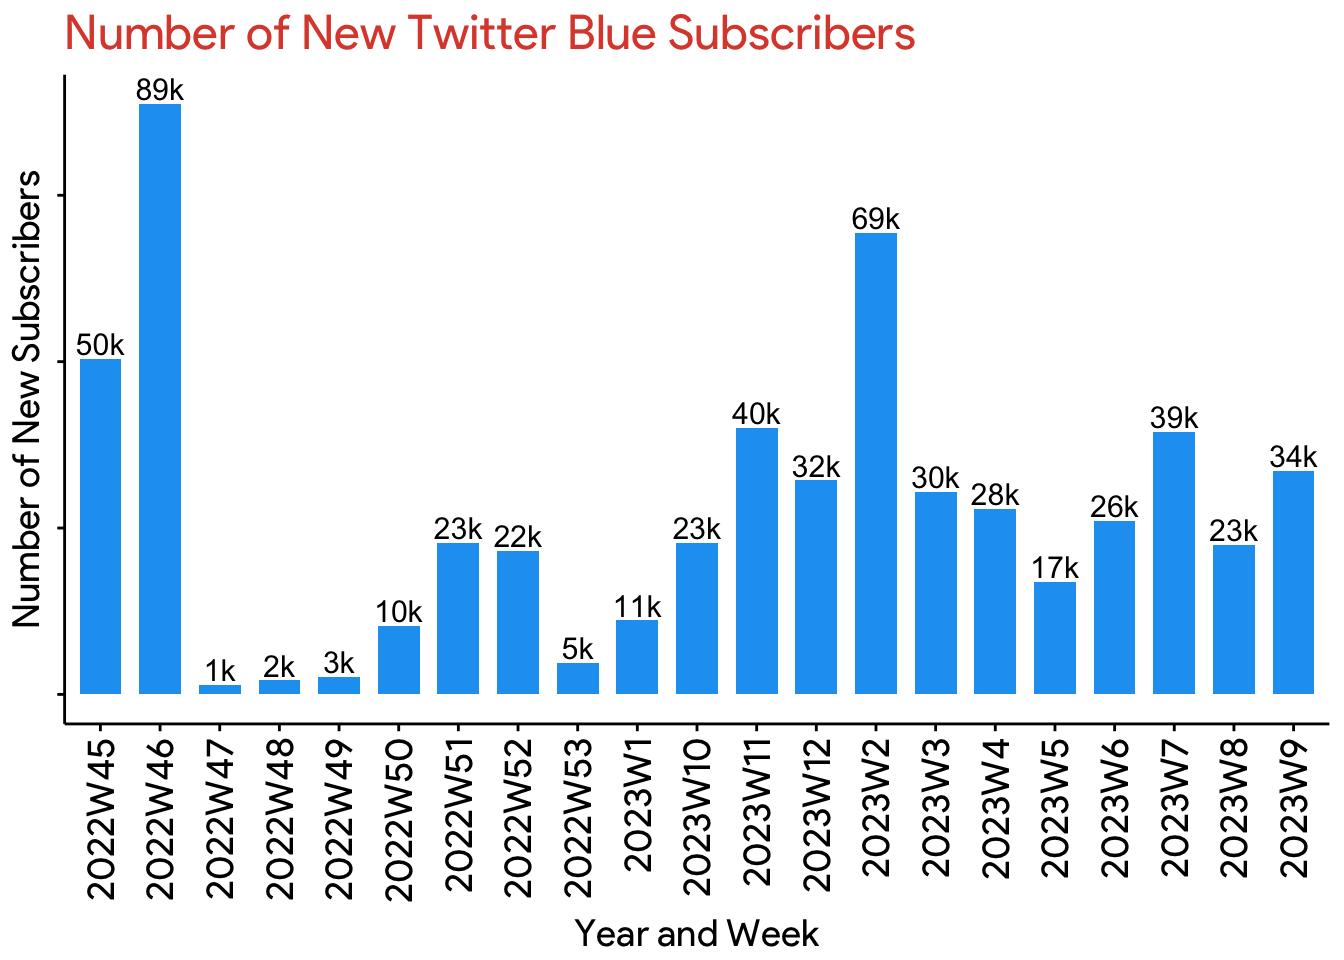 Number of New Twitter Blue Subscribers
Number of New Subscribers
50k
89k
1k
2k
3k
10k
23k
22k
5k
11k
23k
40k
32k
69k
30k
28k
17k
26k
39k
23k
34k
2022W45
2022W46
2022W47
2022W48
2022W49
2022W50
2022W51
2022W52
2022W53
2023W1
2023W10
2023W11
2023W12
2023W2
2023W3
2023W4
2023W5
2023W6
2023W7
2023W8
2023W9
Year and Week